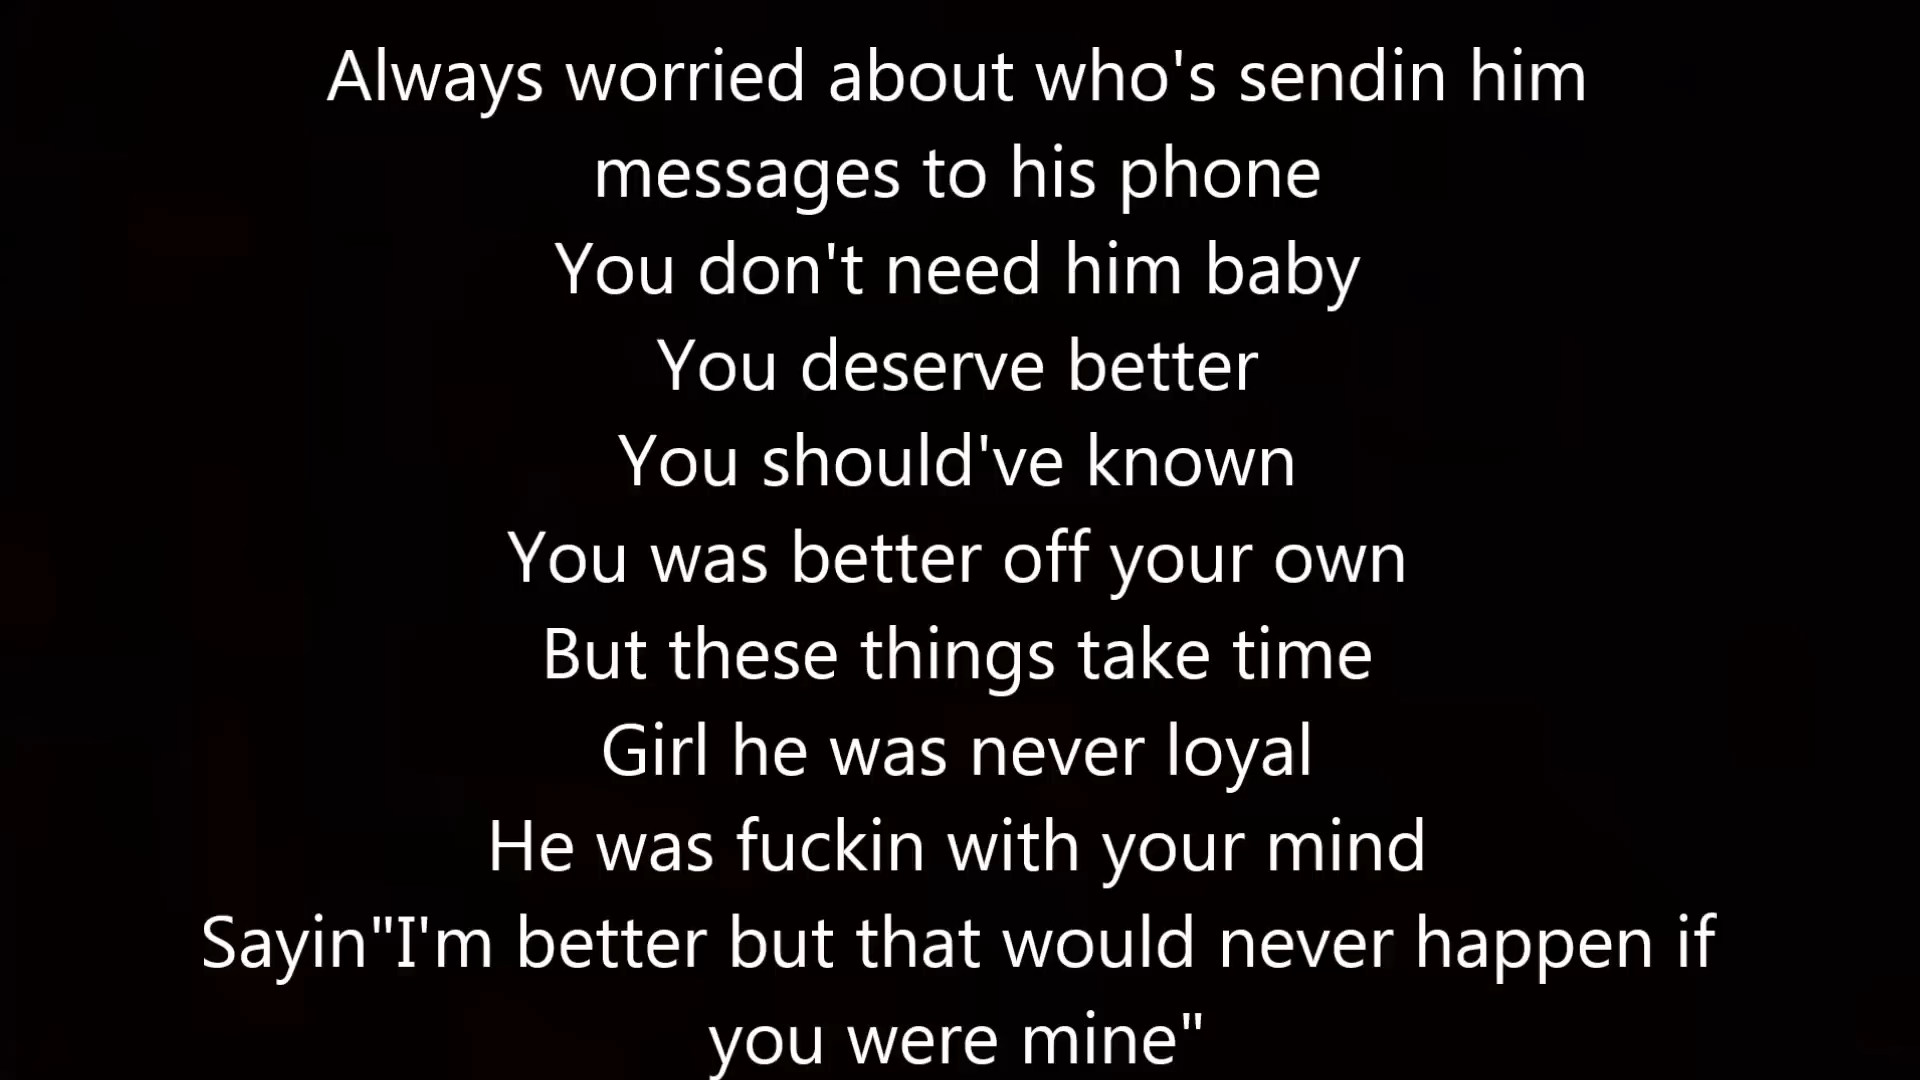 Always worried about who's sendin him
messages to his phone
You don't need him baby
You deserve better
You should've known
You was better off your own
But these things take time
Girl he was never loyal
He was fuckin with your mind
Sayin"I'm better but that would never happen if
you were mine"